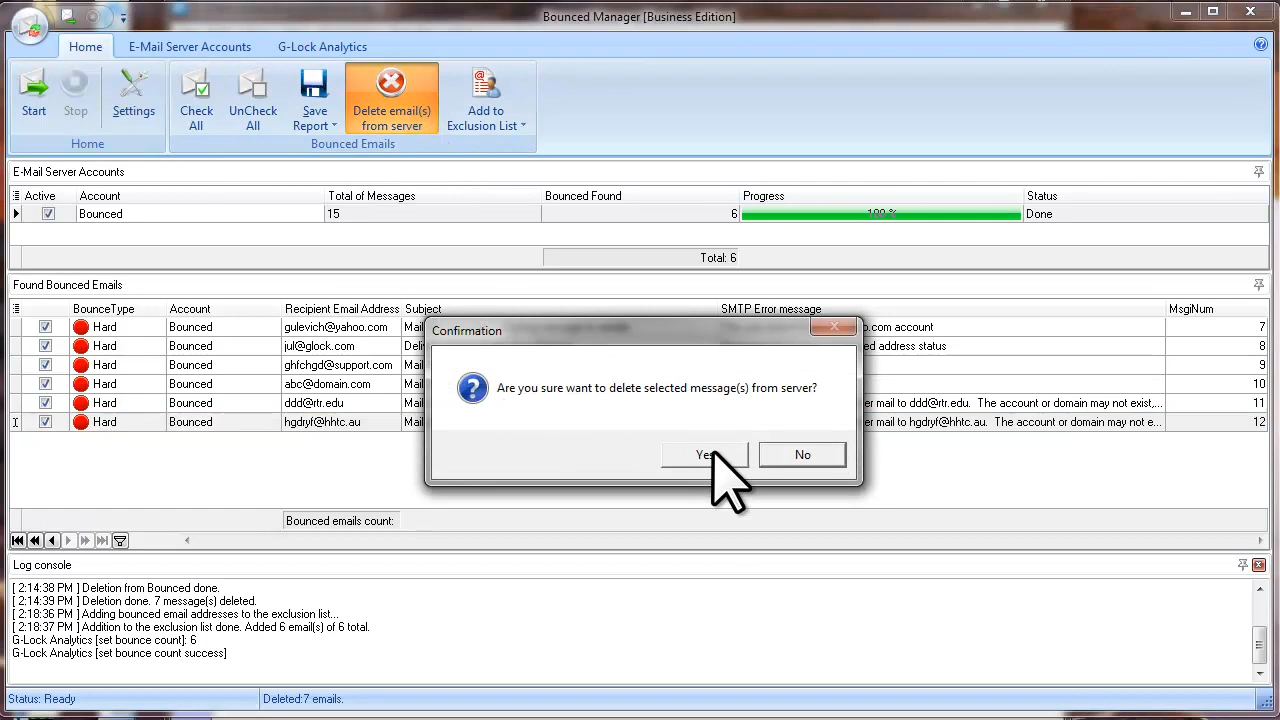 Bounced Manager [Business Edition]
Home E-Mail Server Accounts G-Lock Analytics
Start Stop Settings Check All UnCheck All Save Report Delete email(s) from server Add to Exclusion List
Home Bounced Emails
E-Mail Server Accounts
Active Account Total of Messages Bounced Found Progress Status
Bounced 15 6 100 % Done
Total: 6
Found Bounced Emails
BounceType Account Recipient Email Address Subject SMTP Error message MsgiNum
Hard Bounced gulevich@yahoo.com Mail .com account 7
Hard Bounced jul@glock.com Deli ed address status 8
Hard Bounced ghfchgd@support.com Mail 9
Hard Bounced abc@domain.com Mail 10
Hard Bounced ddd@rtr.edu Mail er mail to ddd@rtr.edu. The account or domain may not exist,... 11
Hard Bounced hgdryf@hhtc.au Mail er mail to hgdryf@hhtc.au. The account or domain may not e... 12
Confirmation
Are you sure want to delete selected message(s) from server?
Yes No
Bounced emails count:
Log console
[ 2:14:38 PM ] Deletion from Bounced done.
[ 2:14:39 PM ] Deletion done. 7 message(s) deleted.
[ 2:18:36 PM ] Adding bounced email addresses to the exclusion list...
[ 2:18:37 PM ] Addition to the exclusion list done. Added 6 email(s) of 6 total.
G-Lock Analytics [set bounce count]: 6
G-Lock Analytics [set bounce count success]
Status: Ready Deleted:7 emails.